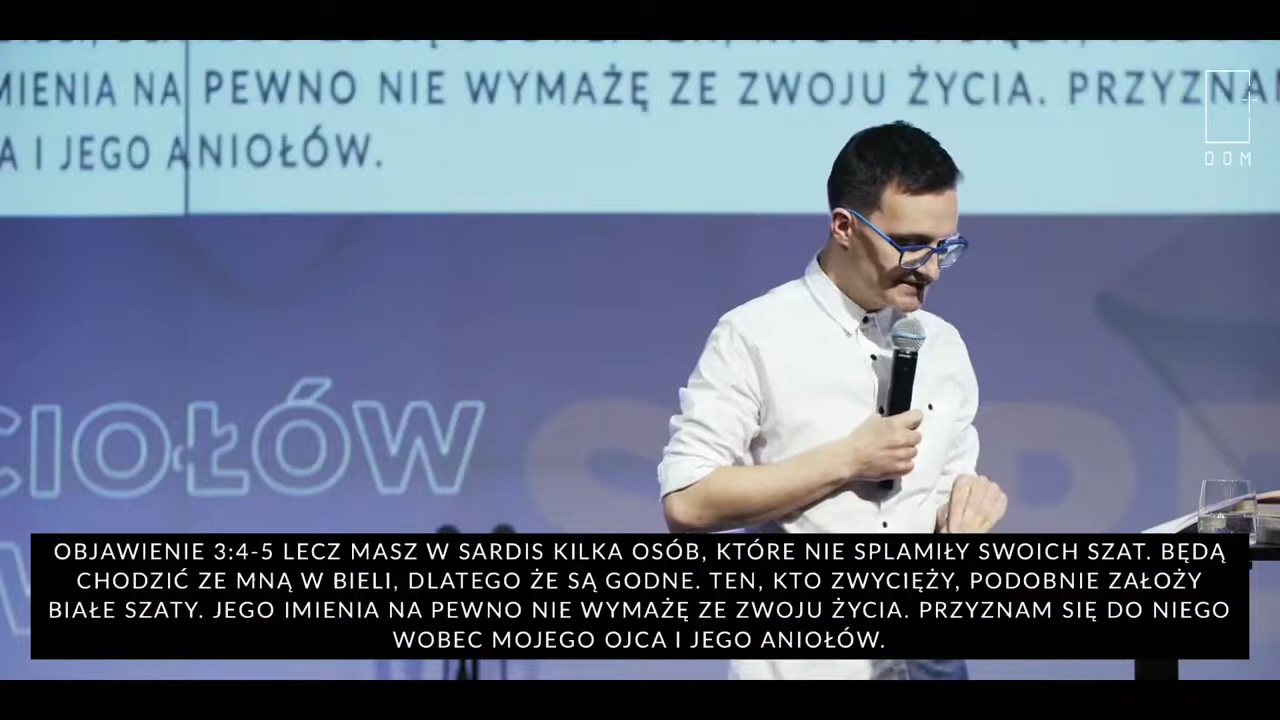 MIENIA NA PEWNO NIE WYMAŻĘ ZE ZWOJU ŻYCIA.
A I JEGO ANIOŁÓW.
DOM
CIOŁÓW
OBJAWIENIE 3:4-5 LECZ MASZ W SARDIS KILKA OSÓB, KTÓRE NIE SPLAMIŁY SWOICH SZAT. BĘDĄ
CHODZIĆ ZE MNĄ W BIELI, DLATEGO ŻE SĄ GODNE. TEN, KTO ZWYCIĘŻY, PODOBNIE ZAŁOŻY
BIAŁE SZATY. JEGO IMIENIA NA PEWNO NIE WYMAŻĘ ZE ZWOJU ŻYCIA. PRZYZNAM SIĘ DO NIEGO
WOBEC MOJEGO OJCA I JEGO ANIOŁÓW.